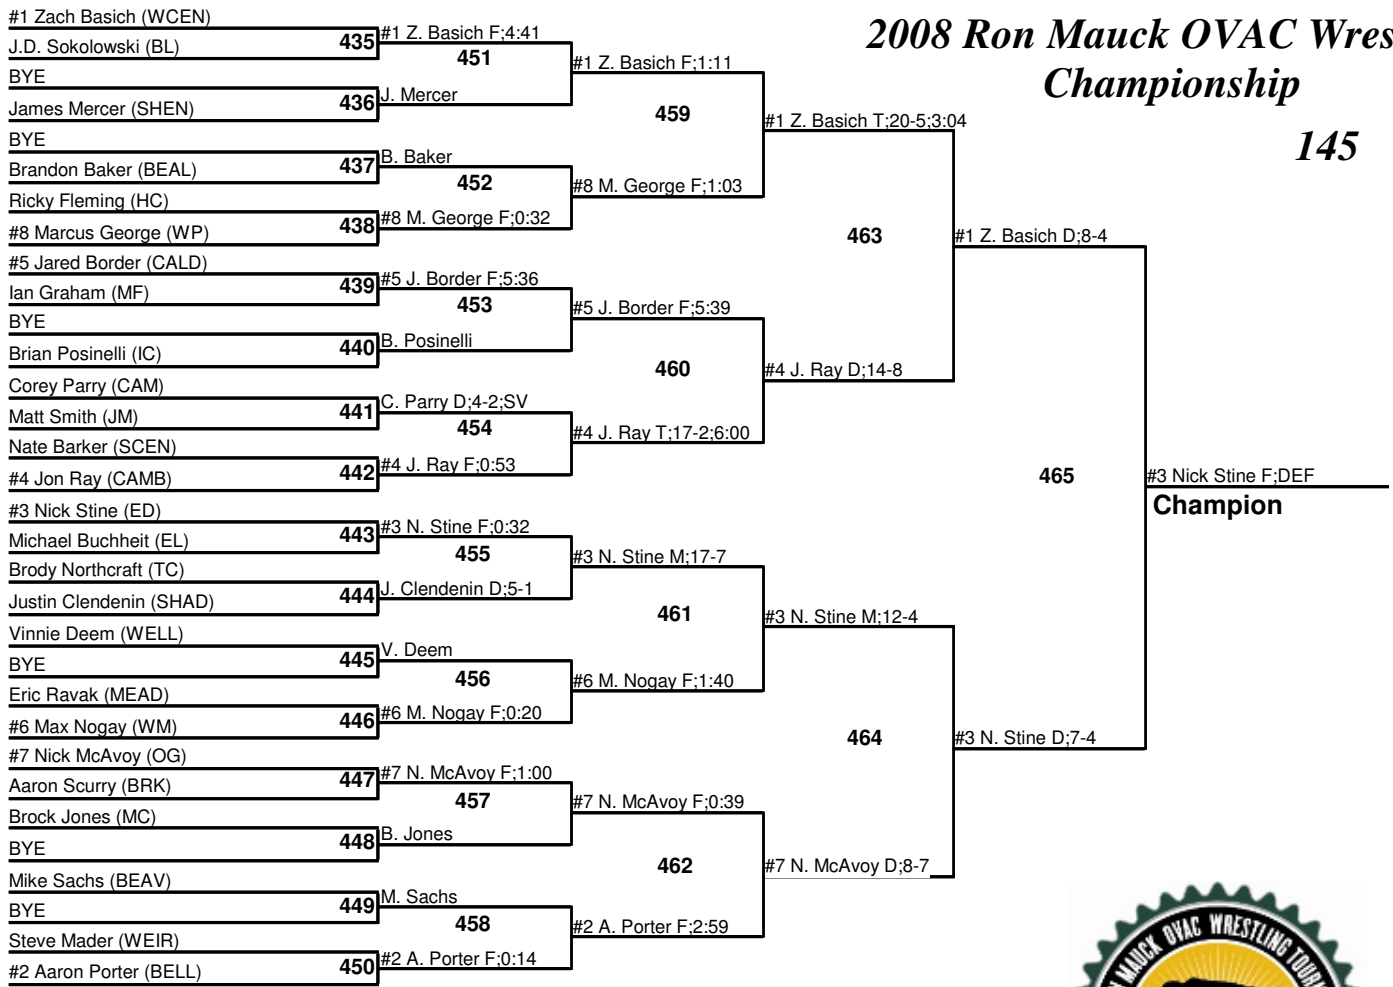 2008 Ron Mauck OVAC Wres
Championship
145
#1 Zach Basich (WCEN)
J.D. Sokolowski (BL)
BYE
James Mercer (SHEN)
BYE
Brandon Baker (BEAL)
Ricky Fleming (HC)
#8 Marcus George (WP)
#5 Jared Border (CALD)
Ian Graham (MF)
BYE
Brian Posinelli (IC)
Corey Parry (CAM)
Matt Smith (JM)
Nate Barker (SCEN)
#4 Jon Ray (CAMB)
#3 Nick Stine (ED)
Michael Buchheit (EL)
Brody Northcraft (TC)
Justin Clendenin (SHAD)
Vinnie Deem (WELL)
BYE
Eric Ravak (MEAD)
#6 Max Nogay (WM)
#7 Nick McAvoy (OG)
Aaron Scurry (BRK)
Brock Jones (MC)
BYE
Mike Sachs (BEAV)
BYE
Steve Mader (WEIR)
#2 Aaron Porter (BELL)
435
436
437
438
439
440
441
442
443
444
445
446
447
448
449
450
#1 Z. Basich F;4:41
J. Mercer
B. Baker
#8 M. George F;0:32
#5 J. Border F;5:36
B. Posinelli
C. Parry D;4-2;SV
#4 J. Ray F;0:53
#3 N. Stine F;0:32
J. Clendenin D;5-1
V. Deem
#6 M. Nogay F;0:20
#7 N. McAvoy F;1:00
B. Jones
M. Sachs
#2 A. Porter F;0:14
451
452
453
454
455
456
457
458
#1 Z. Basich F;1:11
#8 M. George F;1:03
#5 J. Border F;5:39
#4 J. Ray T;17-2;6:00
#3 N. Stine M;17-7
#6 M. Nogay F;1:40
#7 N. McAvoy F;0:39
#2 A. Porter F;2:59
459
460
461
462
#1 Z. Basich T;20-5;3:04
#4 J. Ray D;14-8
#3 N. Stine M;12-4
#7 N. McAvoy D;8-7
463
464
#1 Z. Basich D;8-4
#3 N. Stine D;7-4
465
#3 Nick Stine F;DEF
Champion
MAUCK OVAC WRESTLING TOURN